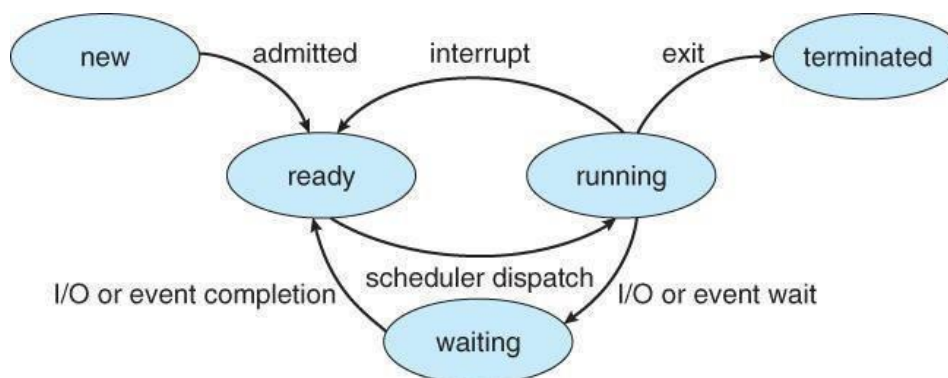 new
admitted
interrupt
exit
terminated
ready
running
I/O or event completion
scheduler dispatch
I/O or event wait
waiting